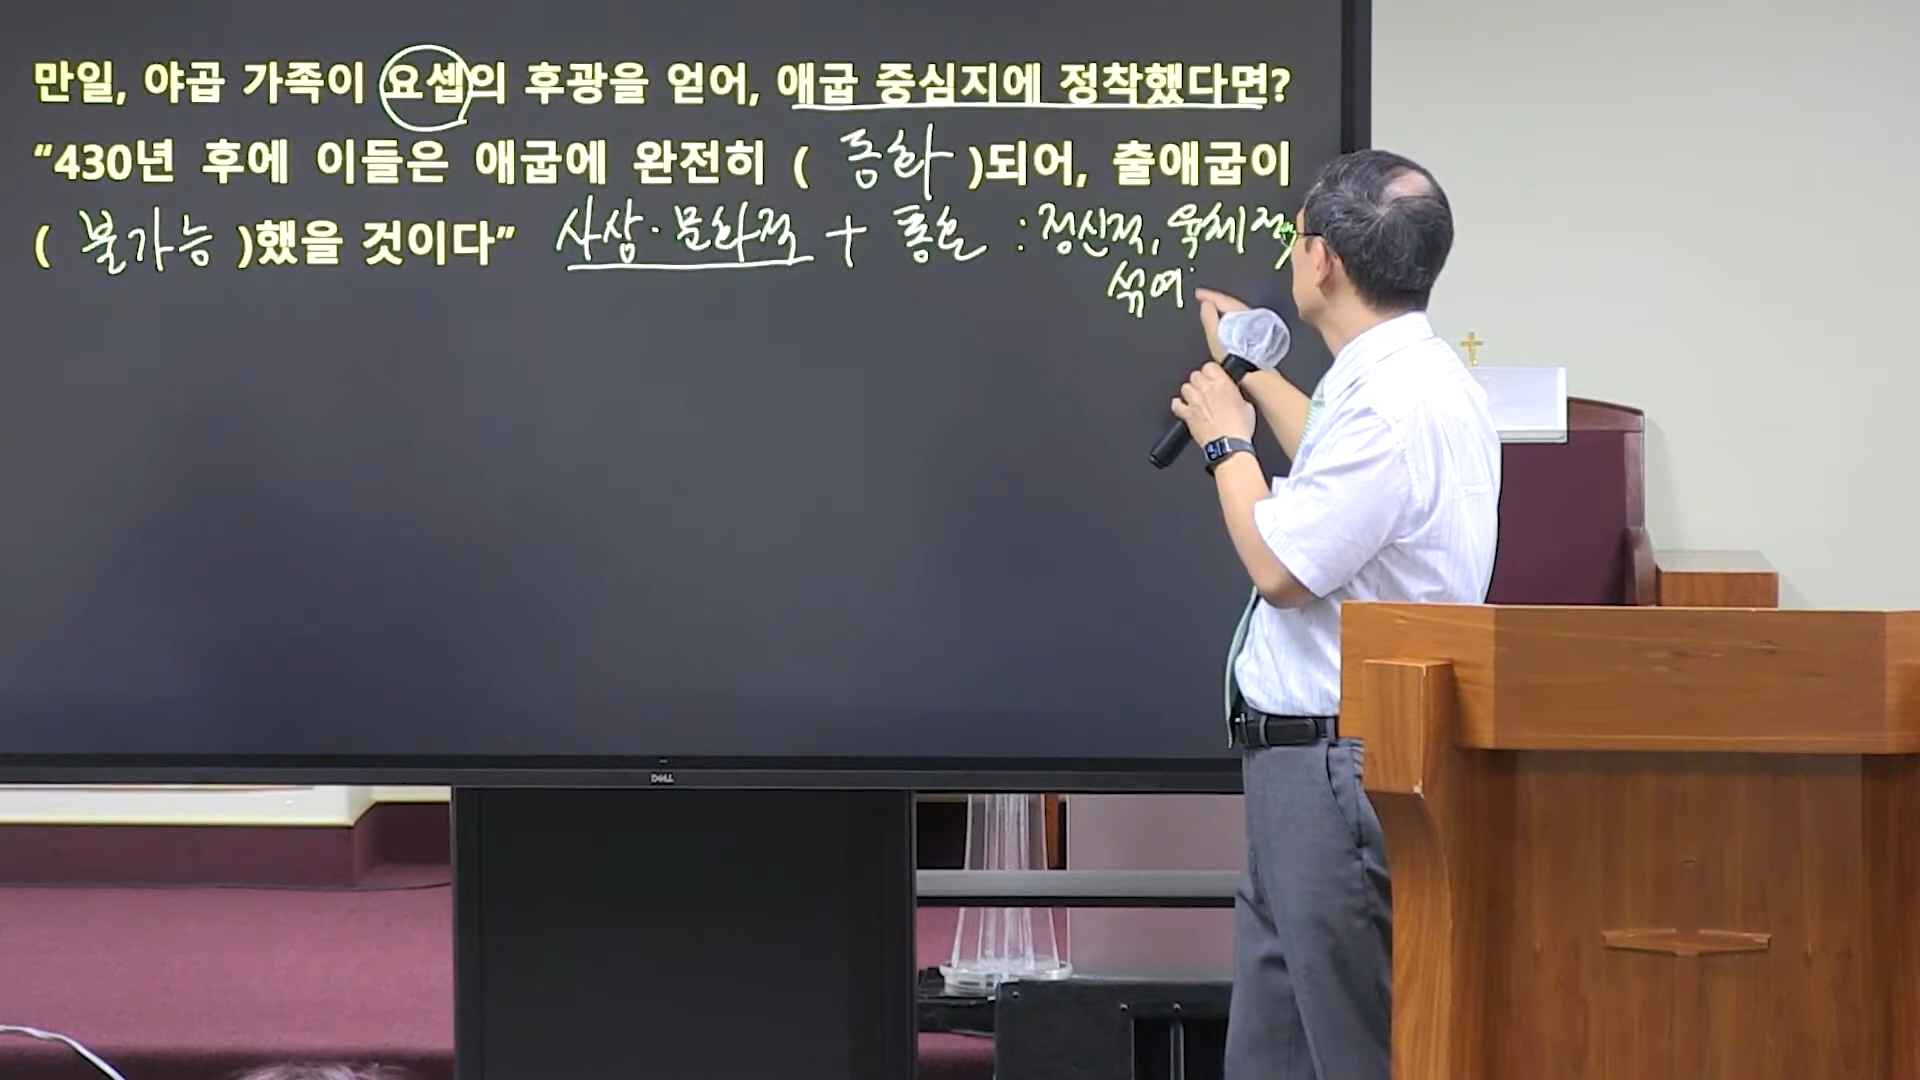 만일, 야곱 가족이 요셉의 후광을 얻어, 애굽 중심지에 정착했다면?
“430년 후에 이들은 애굽에 완전히 ( 동화 )되어, 출애굽이
( 불가능 )했을 것이다” 사상·문화적 + 통혼 : 정신적, 육체적
섞여
DELL